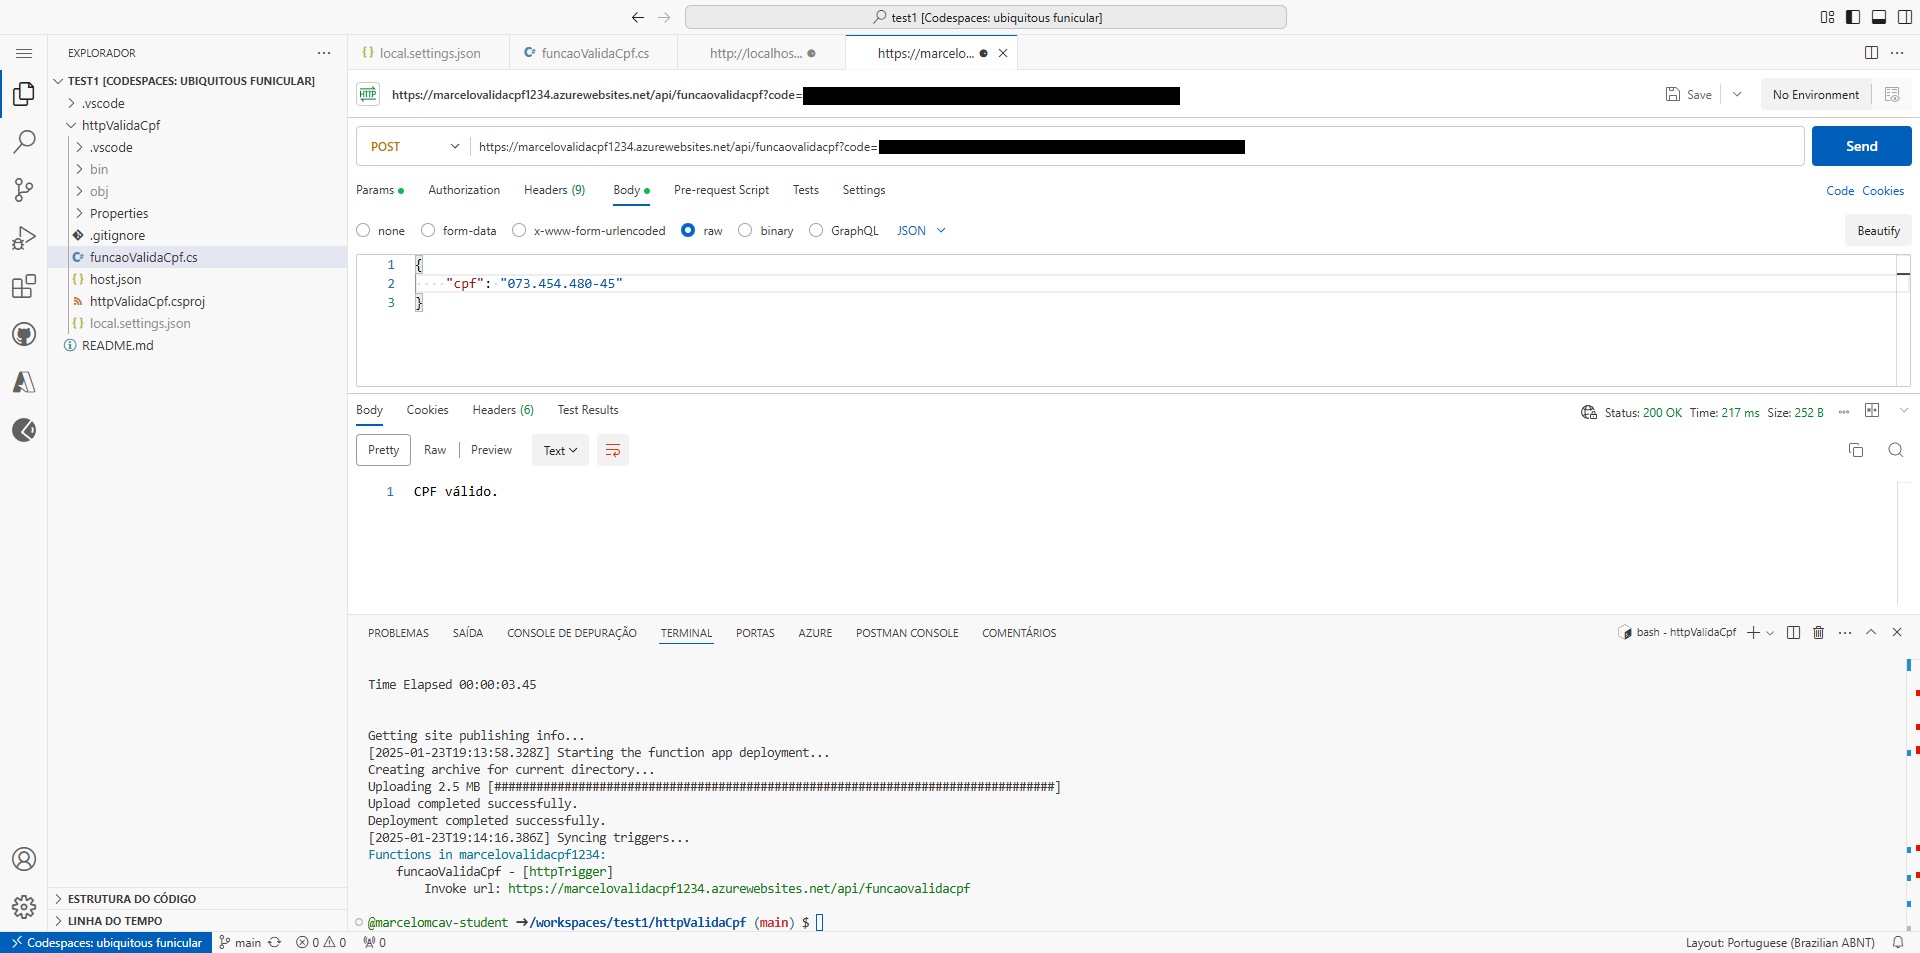 test1 [Codespaces: ubiquitous funicular]
EXPLORADOR
TEST1 [CODESPACES: UBIQUITOUS FUNICULAR]
.vscode
httpValidaCpf
.vscode
bin
obj
Properties
.gitignore
funcaoValidaCpf.cs
host.json
httpValidaCpf.csproj
local.settings.json
README.md
ESTRUTURA DO CÓDIGO
LINHA DO TEMPO
local.settings.json
funcaoValidaCpf.cs
http://localhos...
https://marcelo...
HTTP
https://marcelovalidacpf1234.azurewebsites.net/api/funcaovalidacpf?code=
Save
No Environment
POST
https://marcelovalidacpf1234.azurewebsites.net/api/funcaovalidacpf?code=
Send
Params Authorization Headers (9) Body Pre-request Script Tests Settings
Code Cookies
none form-data x-www-form-urlencoded raw binary GraphQL JSON
Beautify
1 {
2 "cpf": "073.454.480-45"
3 }
Body Cookies Headers (6) Test Results
Status: 200 OK Time: 217 ms Size: 252 B
Pretty Raw Preview Text
1 CPF válido.
PROBLEMAS SAÍDA CONSOLE DE DEPURAÇÃO TERMINAL PORTAS AZURE POSTMAN CONSOLE COMENTÁRIOS
bash - httpValidaCpf
Time Elapsed 00:00:03.45
Getting site publishing info...
[2025-01-23T19:13:58.328Z] Starting the function app deployment...
Creating archive for current directory...
Uploading 2.5 MB [################################################################################]
Upload completed successfully.
Deployment completed successfully.
[2025-01-23T19:14:16.386Z] Syncing triggers...
Functions in marcelovalidacpf1234:
funcaoValidaCpf - [httpTrigger]
Invoke url: https://marcelovalidacpf1234.azurewebsites.net/api/funcaovalidacpf
@marcelomcav-student ➜/workspaces/test1/httpValidaCpf (main) $
Codespaces: ubiquitous funicular
main
0 0
0
Layout: Portuguese (Brazilian ABNT)